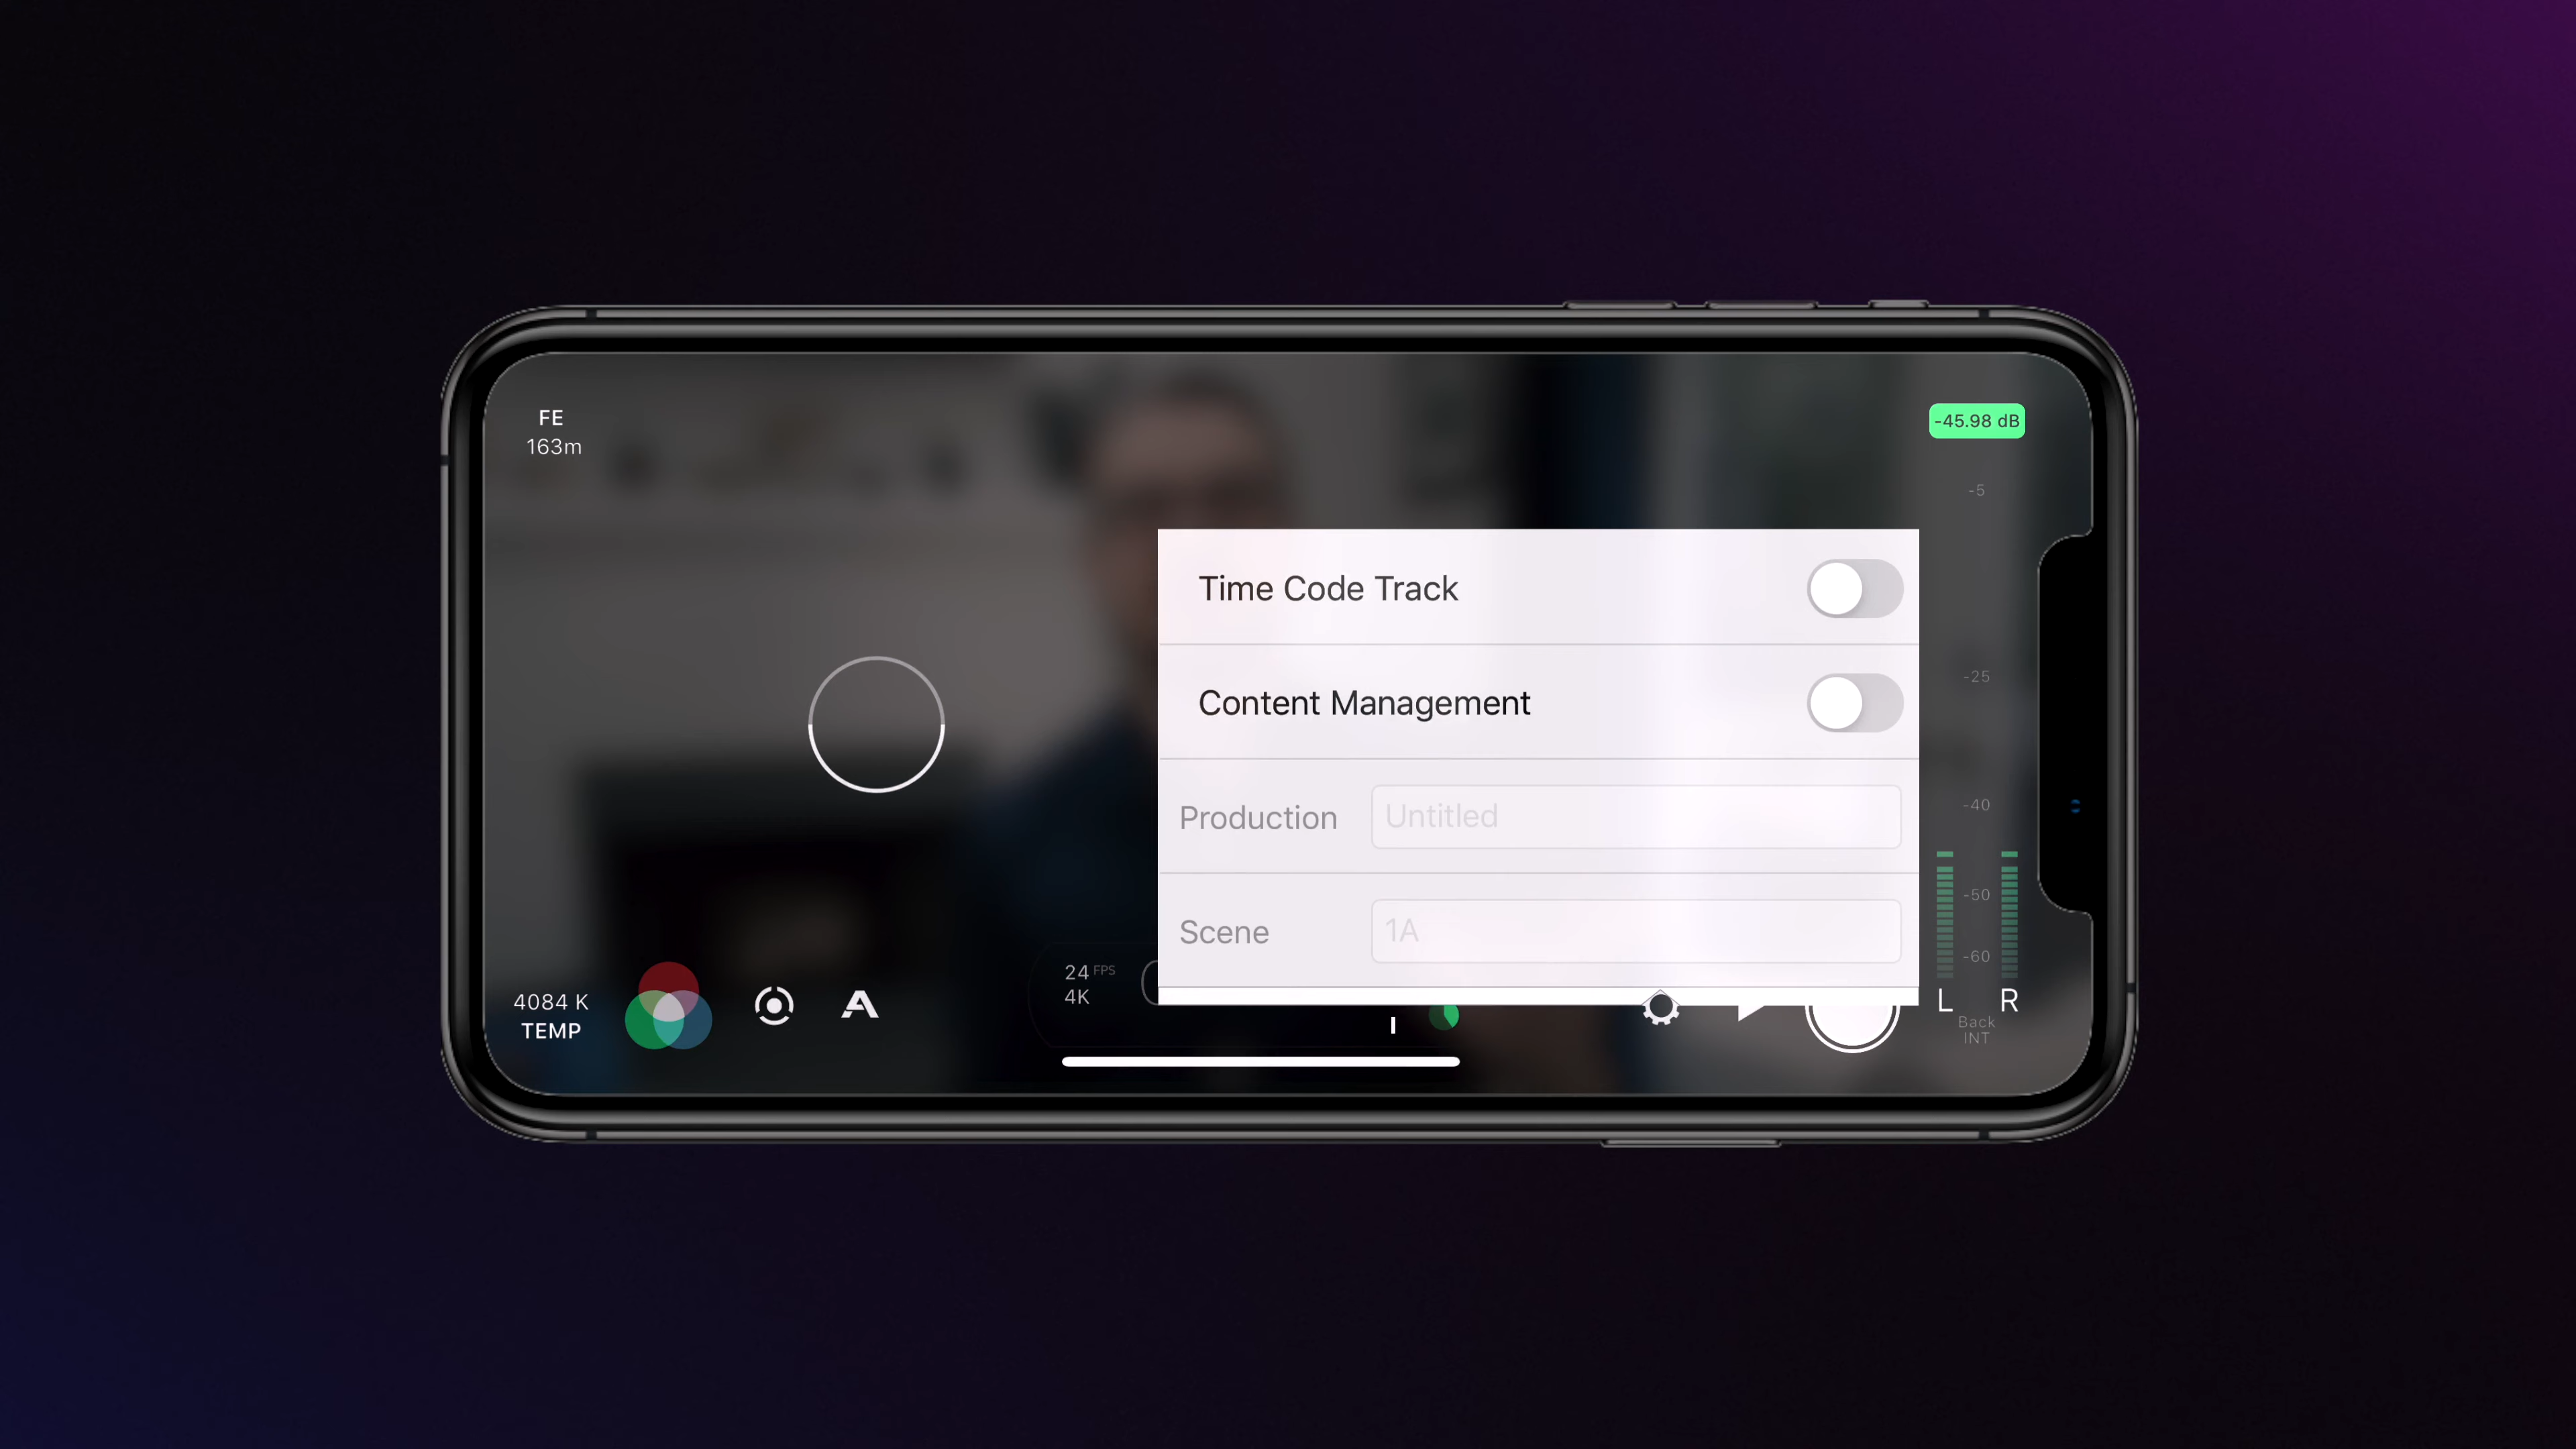 FE
163m
-45.98 dB
-5
Time Code Track
-25
Content Management
Production Untitled
-40
Scene 1A
-50
-60
24 FPS
4K
4084 K
TEMP
L R
Back
INT